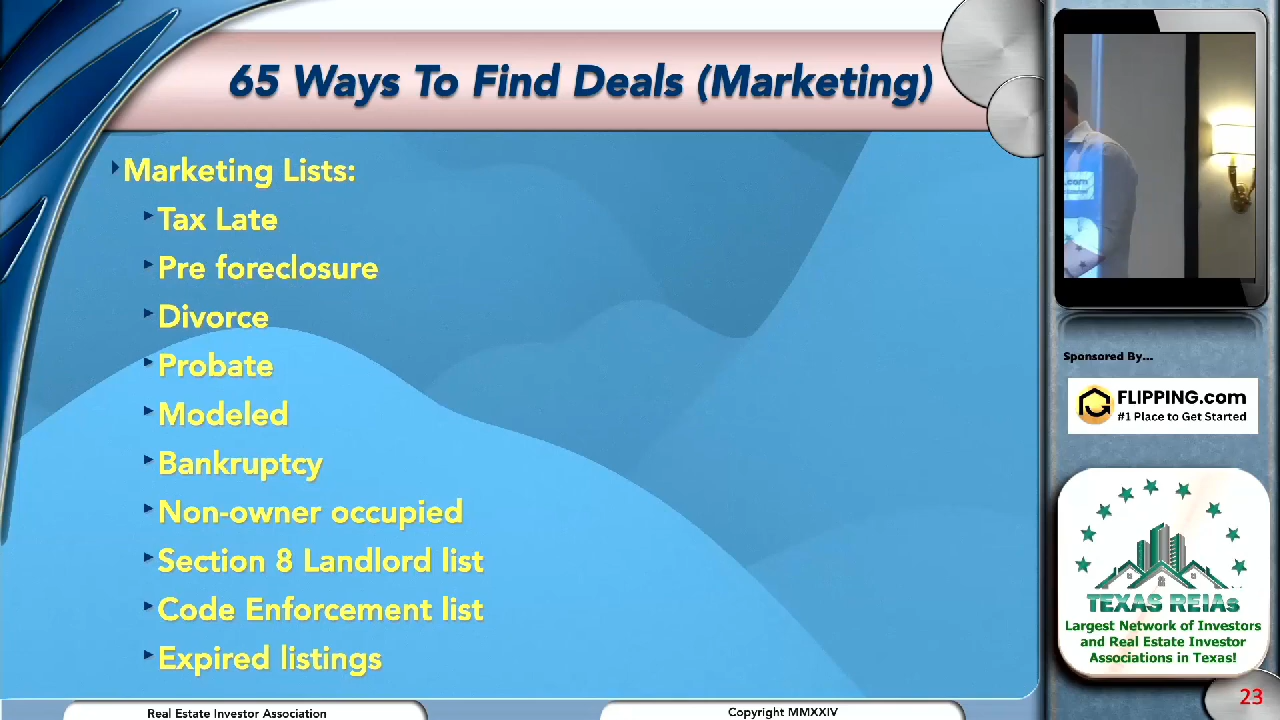 65 Ways To Find Deals (Marketing)
Marketing Lists:
Tax Late
Pre foreclosure
Divorce
Probate
Modeled
Bankruptcy
Non-owner occupied
Section 8 Landlord list
Code Enforcement list
Expired listings
.com
Sponsored By...
FLIPPING.com
#1 Place to Get Started
TEXAS REIAs
Largest Network of Investors
and Real Estate Investor
Associations in Texas!
23
Real Estate Investor Association
Copyright MMXXIV